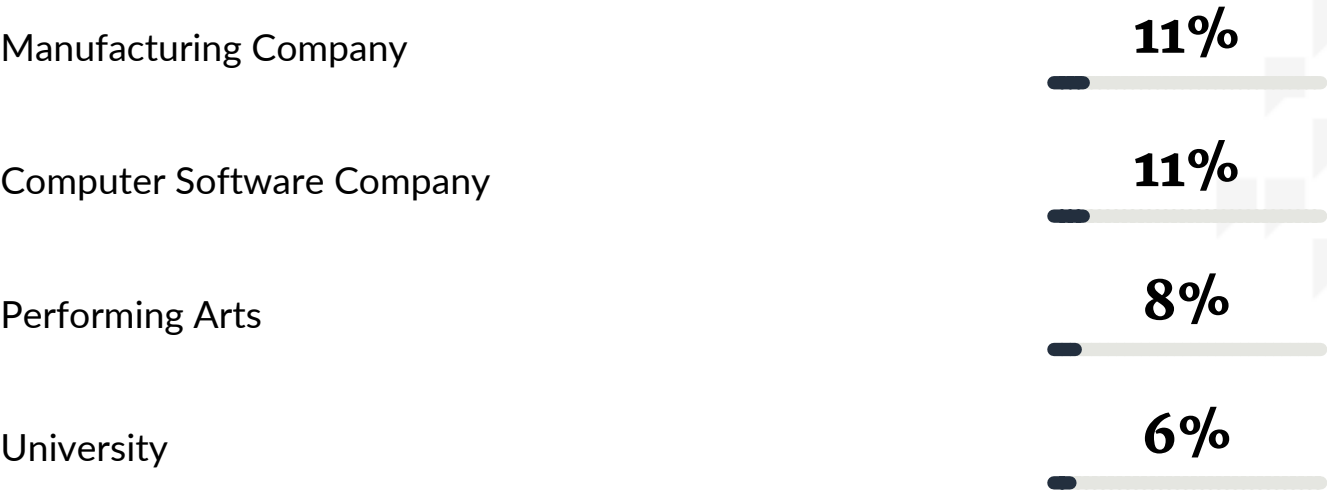 Manufacturing Company
11%
Computer Software Company
11%
Performing Arts
8%
University
6%